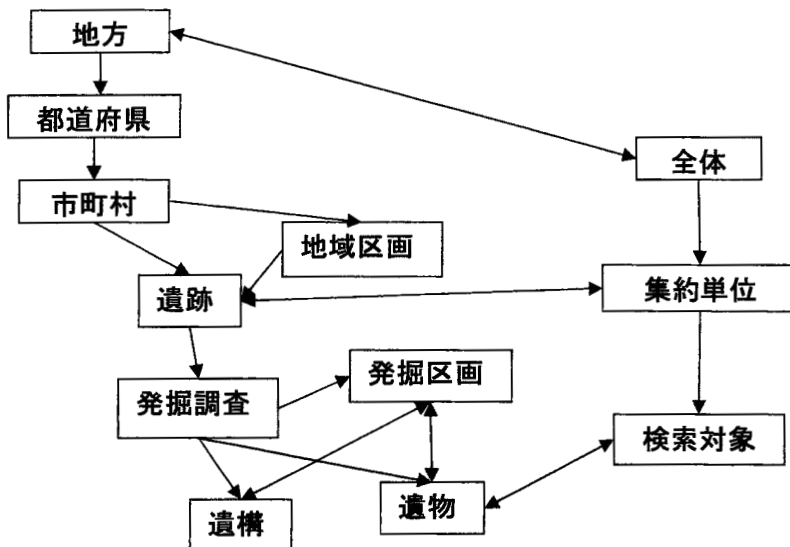 地方
都道府県
全体
市町村
地域区画
遺跡
集約単位
発掘区画
発掘調査
検索対象
遺物
遺構